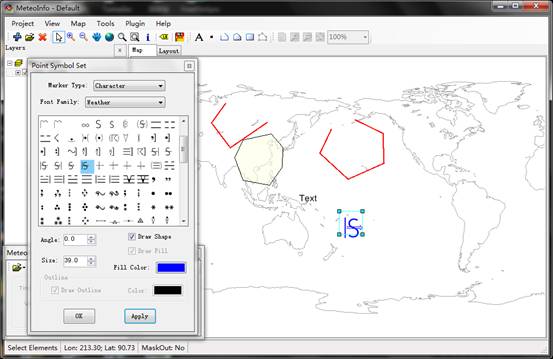 MeteoInfo - Default
Project View Map Tools Plugin Help
A 100%
Layers
Map Layout
Point Symbol Set
Marker Type: Character
Font Family: Weather
Angle: 0.0
Draw Shape
Draw Fill
Size: 39.0
Fill Color:
Outline
Draw Outline
Color:
OK Apply
Text
Meteo
Select Elements Lon: 213.30; Lat: 90.73 MaskOut: No